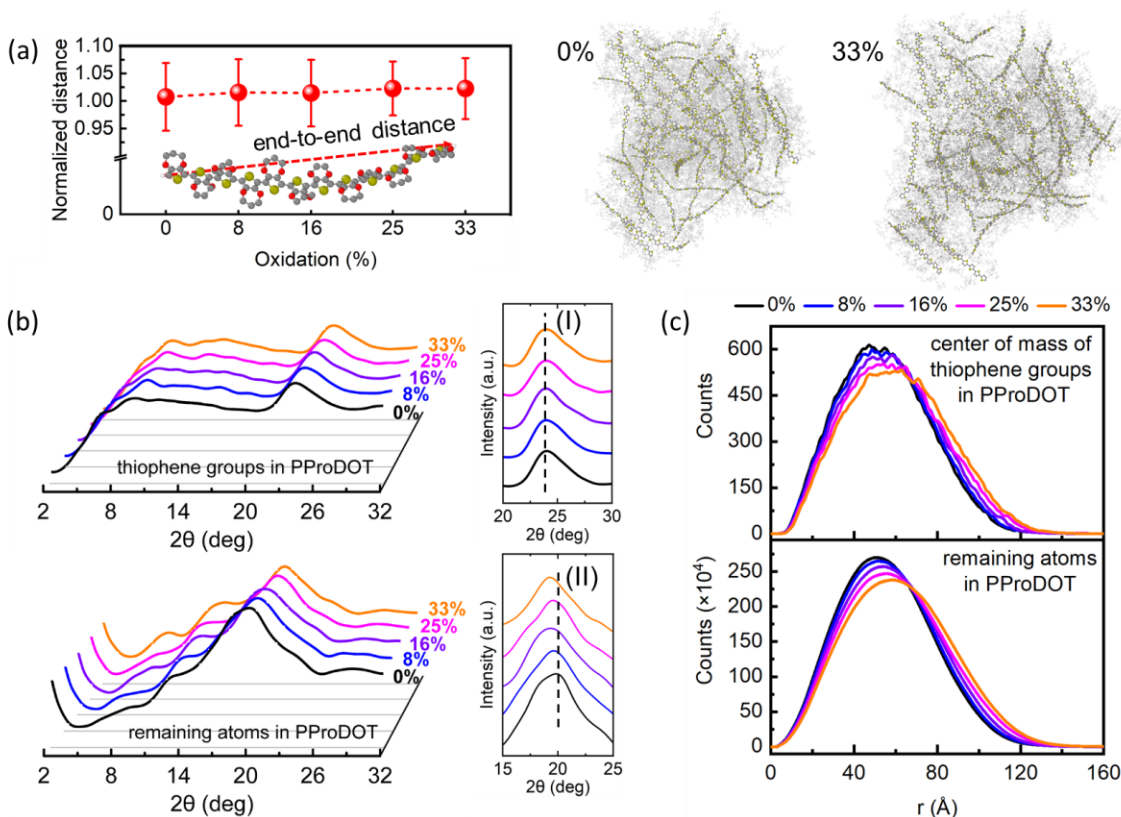 (a)
Normalized distance
1.10
1.05
1.00
0.95
0
end-to-end distance
0 8 16 25 33
Oxidation (%)
0%
33%
(b)
33%
25%
16%
8%
0%
thiophene groups in PProDOT
2 8 14 20 26 32
2θ (deg)
(I)
Intensity (a.u.)
20 25 30
2θ (deg)
33%
25%
16%
8%
0%
remaining atoms in PProDOT
2 8 14 20 26 32
2θ (deg)
(II)
Intensity (a.u.)
15 20 25
2θ (deg)
(c)
0% 8% 16% 25% 33%
center of mass of
thiophene groups
in PProDOT
Counts
600
450
300
150
0
remaining atoms
in PProDOT
Counts (×10⁴)
250
200
150
100
50
0
0 40 80 120 160
r (Å)